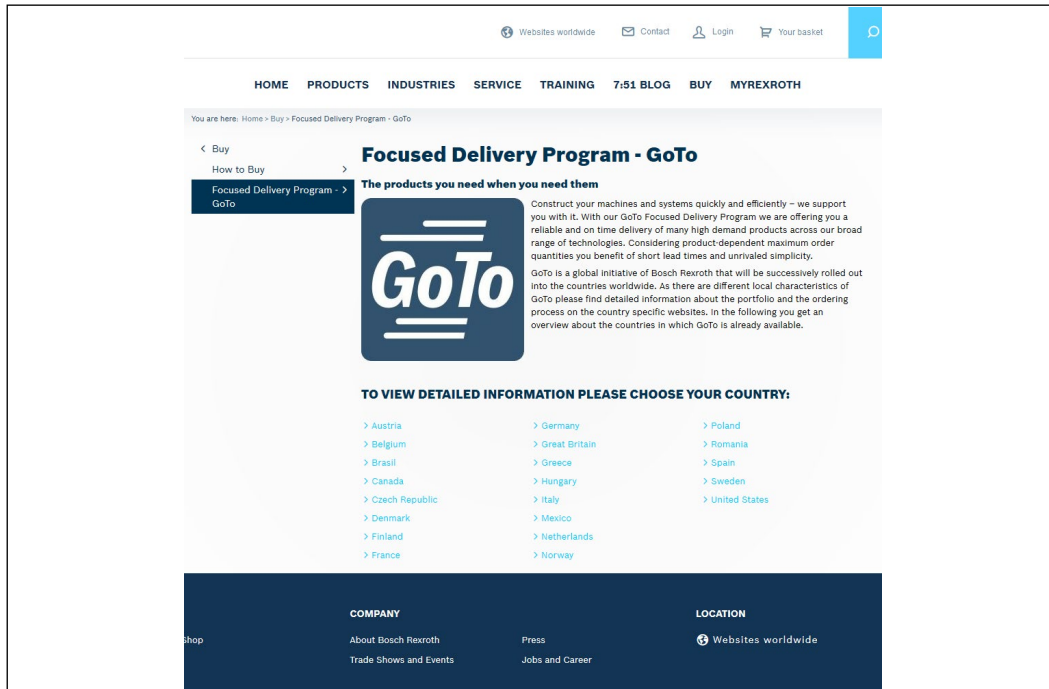 Websites worldwide Contact Login Your basket
HOME PRODUCTS INDUSTRIES SERVICE TRAINING 7:51 BLOG BUY MYREXROTH
You are here: Home > Buy > Focused Delivery Program - GoTo
< Buy
How to Buy >
Focused Delivery Program - >
GoTo
Focused Delivery Program - GoTo
The products you need when you need them
GoTo
Construct your machines and systems quickly and efficiently – we support
you with it. With our GoTo Focused Delivery Program we are offering you a
reliable and on time delivery of many high demand products across our broad
range of technologies. Considering product-dependent maximum order
quantities you benefit of short lead times and unrivaled simplicity.
GoTo is a global initiative of Bosch Rexroth that will be successively rolled out
into the countries worldwide. As there are different local characteristics of
GoTo please find detailed information about the portfolio and the ordering
process on the country specific websites. In the following you get an
overview about the countries in which GoTo is already available.
TO VIEW DETAILED INFORMATION PLEASE CHOOSE YOUR COUNTRY:
> Austria
> Belgium
> Brasil
> Canada
> Czech Republic
> Denmark
> Finland
> France
> Germany
> Great Britain
> Greece
> Hungary
> Italy
> Mexico
> Netherlands
> Norway
> Poland
> Romania
> Spain
> Sweden
> United States
Shop
COMPANY
About Bosch Rexroth
Trade Shows and Events
Press
Jobs and Career
LOCATION
Websites worldwide